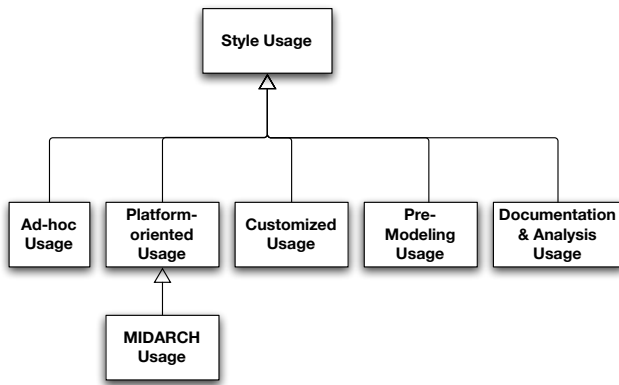 Style Usage
Ad-hoc
Usage
Platform-
oriented
Usage
Customized
Usage
Pre-
Modeling
Usage
Documentation
& Analysis
Usage
MIDARCH
Usage